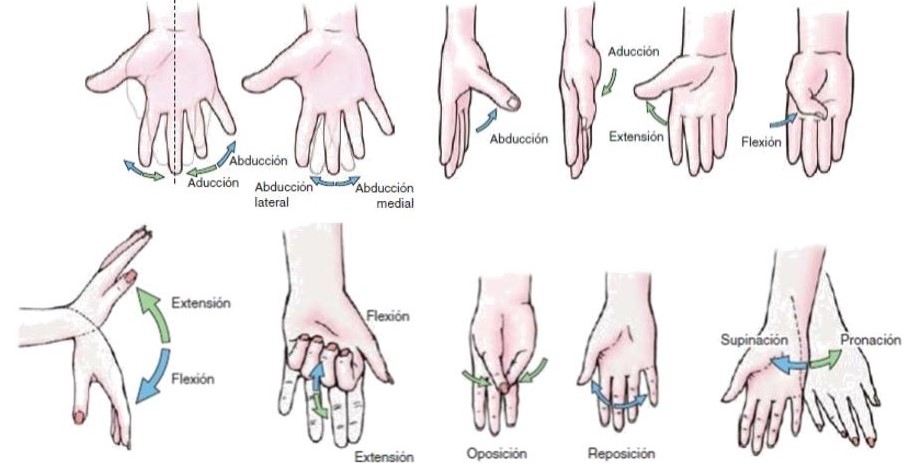 Abducción
Aducción
Abducción
lateral
Abducción
medial
Abducción
Aducción
Extensión
Flexión
Extensión
Flexión
Flexión
Extensión
Oposición
Reposición
Supinación
Pronación